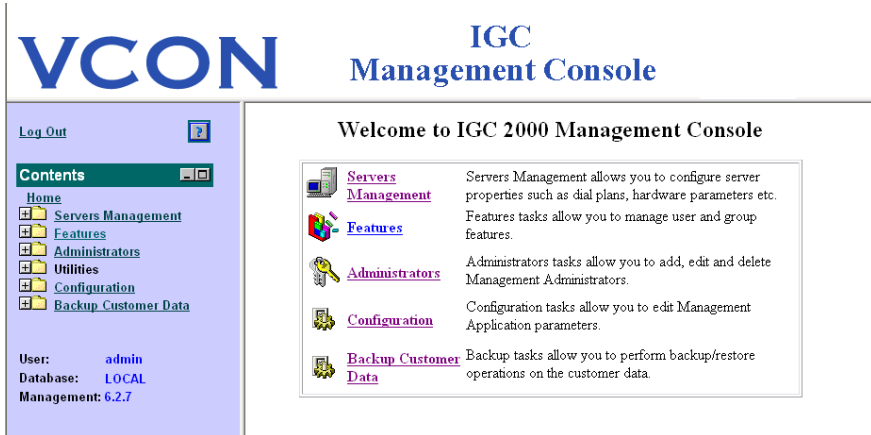 VCON
IGC
Management Console
Log Out
?
Contents
Home
Servers Management
Features
Administrators
Utilities
Configuration
Backup Customer Data
User: admin
Database: LOCAL
Management: 6.2.7
Welcome to IGC 2000 Management Console
Servers
Management
Servers Management allows you to configure server
properties such as dial plans, hardware parameters etc.
Features
Features tasks allow you to manage user and group
features.
Administrators
Administrators tasks allow you to add, edit and delete
Management Administrators.
Configuration
Configuration tasks allow you to edit Management
Application parameters.
Backup Customer
Data
Backup tasks allow you to perform backup/restore
operations on the customer data.